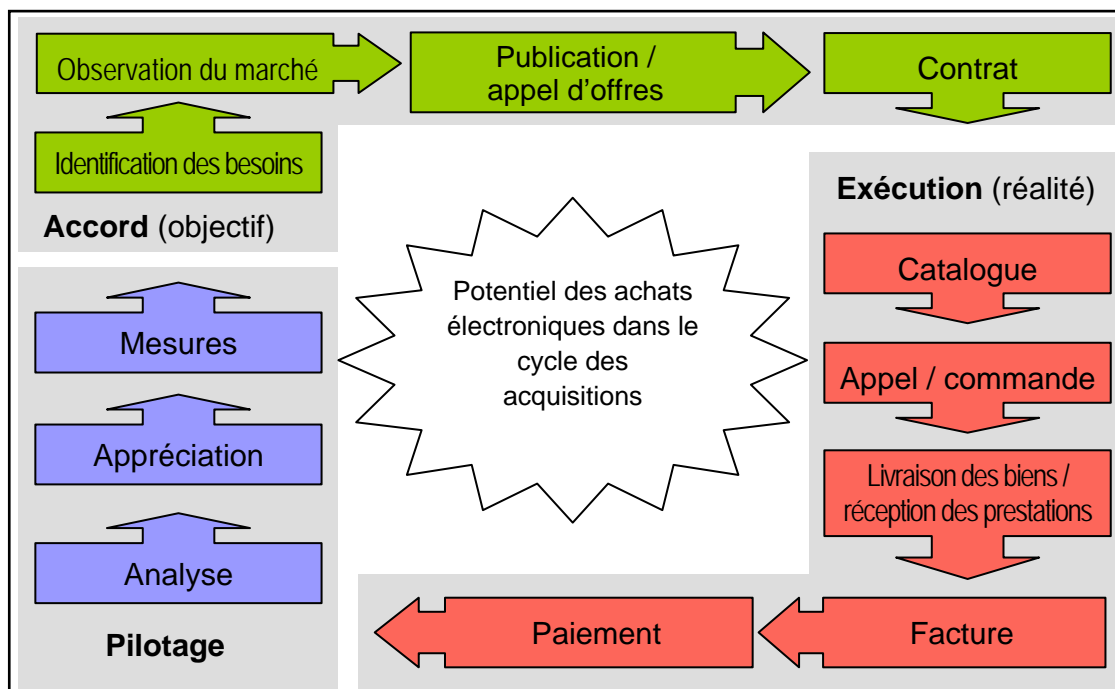 Observation du marché
Publication /
appel d'offres
Contrat
Identification des besoins
Accord (objectif)
Exécution (réalité)
Catalogue
Appel / commande
Livraison des biens /
réception des prestations
Facture
Paiement
Potentiel des achats
électroniques dans le
cycle des
acquisitions
Mesures
Appréciation
Analyse
Pilotage